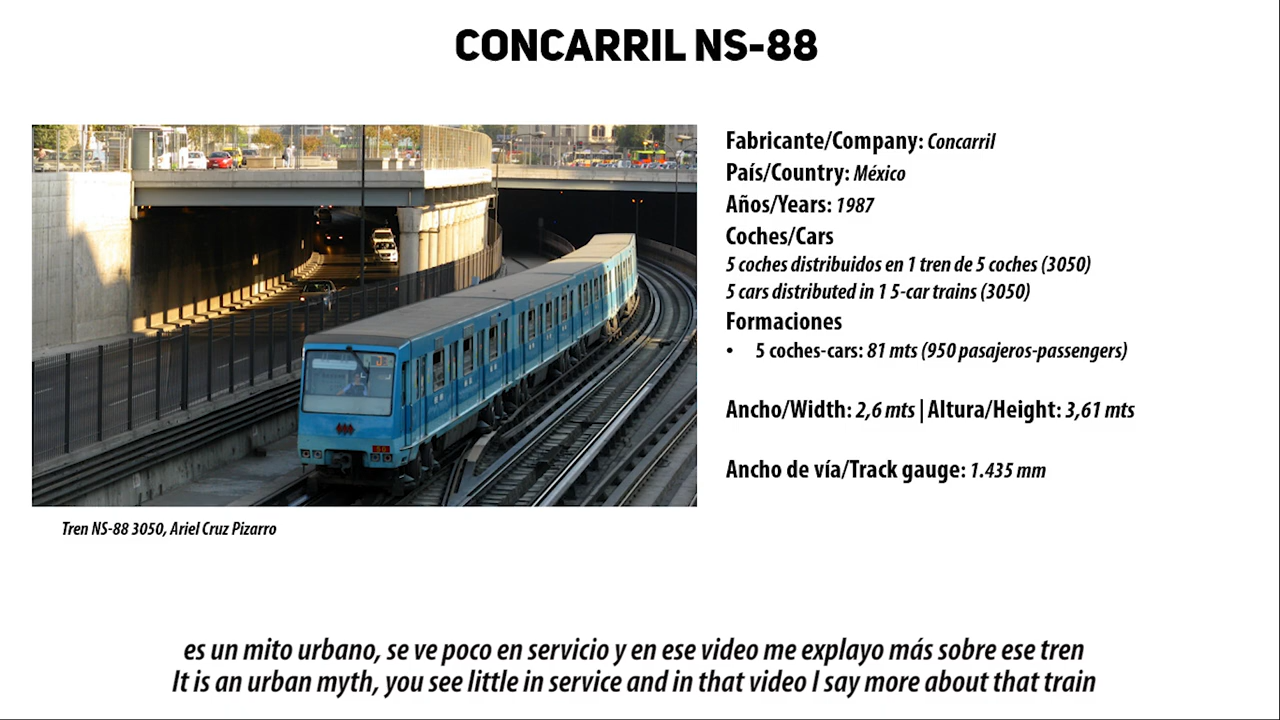 CONCARRIL NS-88
Fabricante/Company: Concarril
País/Country: México
Años/Years: 1987
Coches/Cars
5 coches distribuidos en 1 tren de 5 coches (3050)
5 cars distributed in 1 5-car trains (3050)
Formaciones
• 5 coches-cars: 81 mts (950 pasajeros-passengers)
Ancho/Width: 2,6 mts | Altura/Height: 3,61 mts
Ancho de vía/Track gauge: 1.435 mm
Tren NS-88 3050, Ariel Cruz Pizarro
es un mito urbano, se ve poco en servicio y en ese video me explayo más sobre ese tren
It is an urban myth, you see little in service and in that video I say more about that train